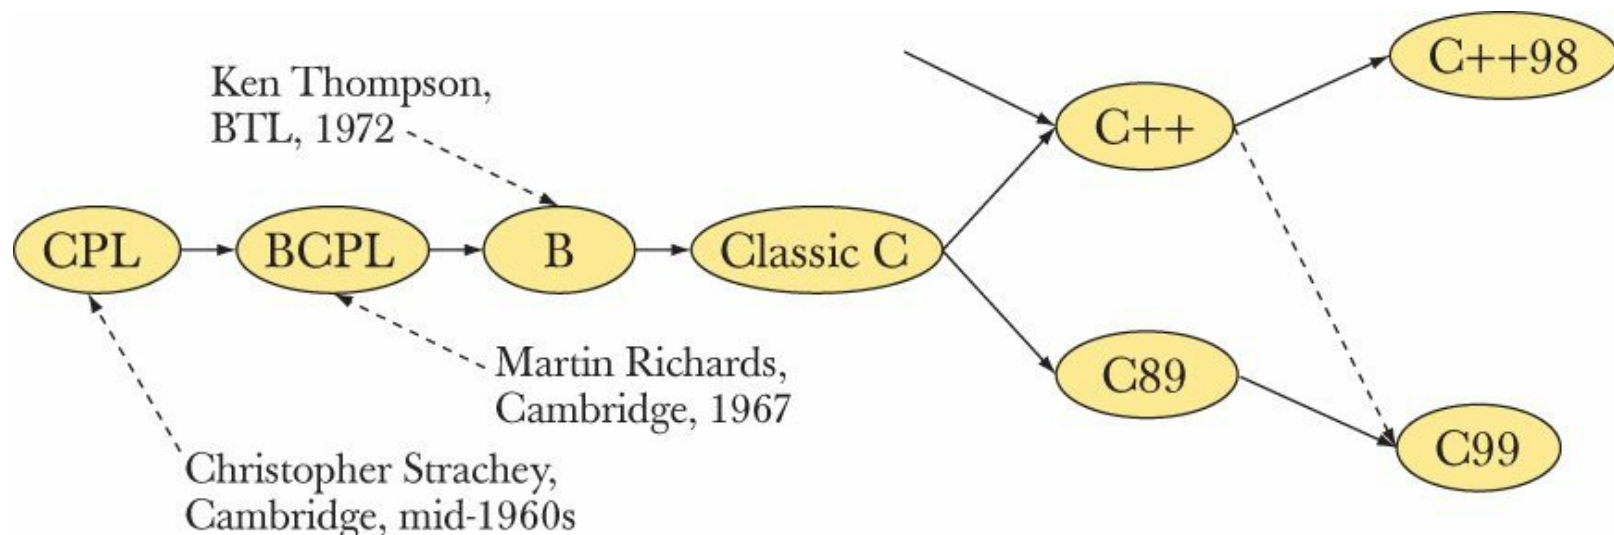 Ken Thompson,
BTL, 1972
C++98
C++
CPL
BCPL
B
Classic C
Martin Richards,
Cambridge, 1967
C89
C99
Christopher Strachey,
Cambridge, mid-1960s